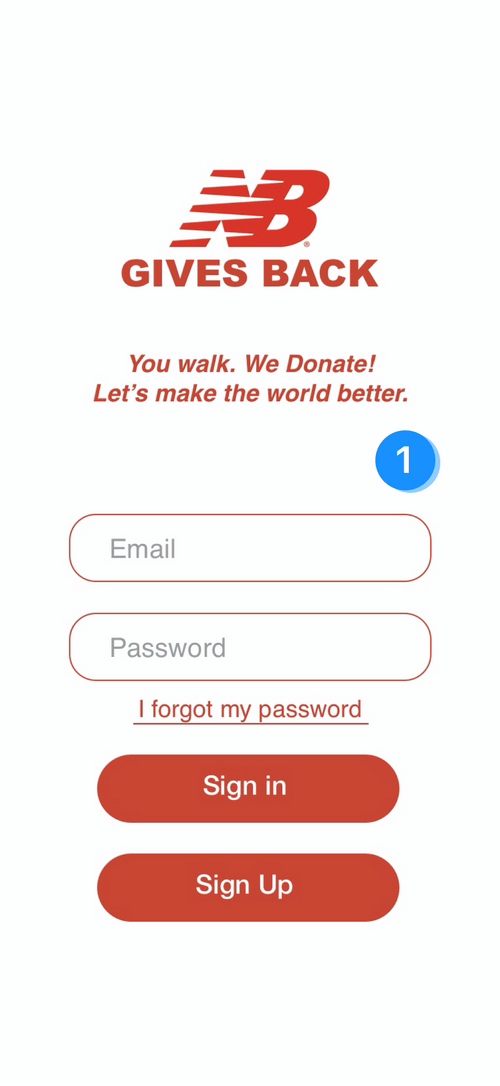 NB
GIVES BACK
You walk. We Donate!
Let's make the world better.
1
Email
Password
I forgot my password
Sign in
Sign Up